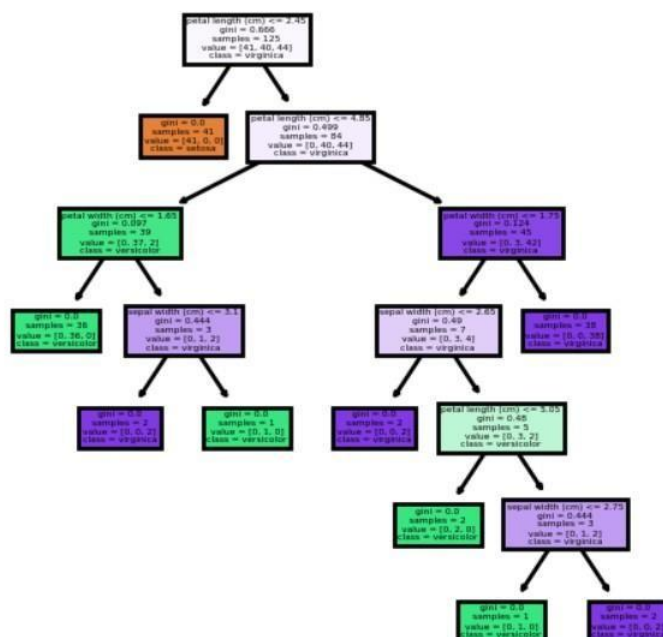 petal length (cm) <= 2.45
gini = 0.666
samples = 125
value = [41, 40, 44]
class = virginica
gini = 0.0
samples = 41
value = [41, 0, 0]
class = setosa
petal length (cm) <= 4.85
gini = 0.499
samples = 84
value = [0, 40, 44]
class = virginica
petal width (cm) <= 1.65
gini = 0.097
samples = 39
value = [0, 37, 2]
class = versicolor
petal width (cm) <= 1.75
gini = 0.124
samples = 45
value = [0, 3, 42]
class = virginica
gini = 0.0
samples = 36
value = [0, 36, 0]
class = versicolor
sepal width (cm) <= 3.1
gini = 0.444
samples = 3
value = [0, 1, 2]
class = virginica
sepal width (cm) <= 2.65
gini = 0.49
samples = 7
value = [0, 3, 4]
class = virginica
gini = 0.0
samples = 38
value = [0, 0, 38]
class = virginica
gini = 0.0
samples = 2
value = [0, 0, 2]
class = virginica
gini = 0.0
samples = 1
value = [0, 1, 0]
class = versicolor
gini = 0.0
samples = 2
value = [0, 0, 2]
class = virginica
petal length (cm) <= 5.05
gini = 0.48
samples = 5
value = [0, 3, 2]
class = versicolor
gini = 0.0
samples = 2
value = [0, 2, 0]
class = versicolor
sepal width (cm) <= 2.75
gini = 0.444
samples = 3
value = [0, 1, 2]
class = virginica
gini = 0.0
samples = 1
value = [0, 1, 0]
class = versicolor
gini = 0.0
samples = 2
value = [0, 0, 2]
class = virginica